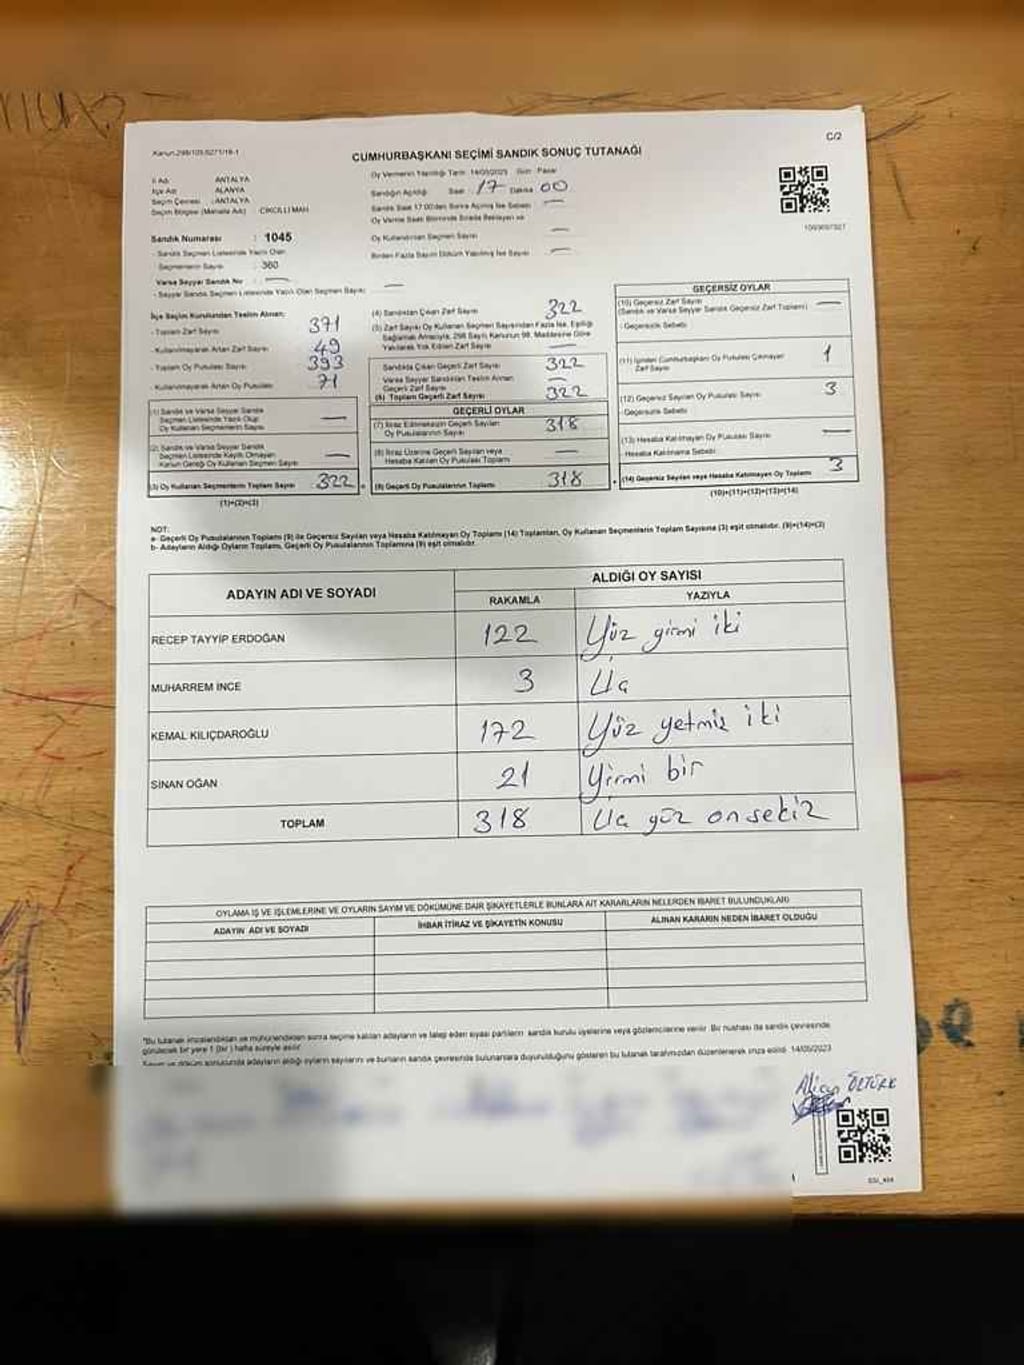 Kanun.298/105,6271/16-1
C/2
CUMHURBAŞKANI SEÇİMİ SANDIK SONUÇ TUTANAĞI
İl Adı ANTALYA
İlçe Adı ALANYA
Seçim Çevresi : ANTALYA
Seçim Bölgesi (Mahalle Adı)
Oy Vermenin Yapıldığı Tarih: 14/05/2023 Gün: Pazar
Sandığın Açıldığı Saat : 17 Dakika 00
Sandık Saat 17:00'den Sonra Açılmış İse Sebebi —
Oy Verme Saati Bitiminde Sırada Bekleyen ve
Oy Kullandırılan Seçmen Sayısı —
Birden Fazla Sayım Döküm Yapılmış İse Sayısı —
Sandık Numarası : 1045
- Sandık Seçmen Listesinde Yazılı Olan
Seçmenlerin Sayısı : 360
Varsa Seyyar Sandık No : —
- Seyyar Sandık Seçmen Listesinde Yazılı Olan Seçmen Sayısı —
İlçe Seçim Kurulundan Teslim Alınan:
- Toplam Zarf Sayısı 371
- Kullanılmayarak Artan Zarf Sayısı 49
- Toplam Oy Pusulası Sayısı 393
- Kullanılmayarak Artan Oy Pusulası 71
(1) Sandık ve Varsa Seyyar Sandık
Seçmen Listesinde Yazılı Olup
Oy Kullanan Seçmenlerin Sayısı —
(2) Sandık ve Varsa Seyyar Sandık
Seçmen Listesinde Kayıtlı Olmayan
Kanun Gereği Oy Kullanan Seçmen Sayısı —
(3) Oy Kullanan Seçmenlerin Toplam Sayısı 322
(1)+(2)=(3)
(4) Sandıktan Çıkan Zarf Sayısı 322
(5) Zarf Sayısı Oy Kullanan Seçmen Sayısından Fazla İse, Eşitliği
Sağlamak Amacıyla, 298 Sayılı Kanunun 98. Maddesine Göre
Yakılarak Yok Edilen Zarf Sayısı —
Sandıkta Çıkan Geçerli Zarf Sayısı 322
Varsa Seyyar Sandıktan Teslim Alınan
Geçerli Zarf Sayısı —
(6) Toplam Geçerli Zarf Sayısı 322
GEÇERLİ OYLAR
(7) İtiraz Edilmeksizin Geçerli Sayılan
Oy Pusulalarının Sayısı 318
(8) İtiraz Üzerine Geçerli Sayılan veya
Hesaba Katılan Oy Pusulası Toplamı —
(9) Geçerli Oy Pusulalarının Toplamı 318
GEÇERSİZ OYLAR
(10) Geçersiz Zarf Sayısı
(Sandık ve Varsa Seyyar Sandık Geçersiz Zarf Toplamı) —
- Geçersizlik Sebebi:
(11) İçinden Cumhurbaşkanı Oy Pusulası Çıkmayan
Zarf Sayısı 1
(12) Geçersiz Sayılan Oy Pusulası Sayısı 3
- Geçersizlik Sebebi:
(13) Hesaba Katılmayan Oy Pusulası Sayısı —
- Hesaba Katılmama Sebebi:
(14) Geçersiz Sayılan veya Hesaba Katılmayan Oy Toplamı 3
(10)+(11)+(12)+(13)=(14)
NOT:
a- Geçerli Oy Pusulalarının Toplamı (9) ile Geçersiz Sayılan veya Hesaba Katılmayan Oy Toplamı (14) Toplamları, Oy Kullanan Seçmenlerin Toplam Sayısına (3) eşit olmalıdır. (9)+(14)=(3)
b- Adayların Aldığı Oyların Toplamı, Geçerli Oy Pusulalarının Toplamına (9) eşit olmalıdır.
ADAYIN ADI VE SOYADI
ALDIĞI OY SAYISI
RAKAMLA YAZIYLA
RECEP TAYYİP ERDOĞAN 122 Yüz girmi iki
MUHARREM İNCE 3 Üç
KEMAL KILIÇDAROĞLU 172 Yüz yetmiş iki
SİNAN OĞAN 21 Yirmi bir
TOPLAM 318 Üç yüz onsekiz
OYLAMA İŞ VE İŞLEMLERİNE VE OYLARIN SAYIM VE DÖKÜMÜNE DAİR ŞİKAYETLERLE BUNLARA AİT KARARLARIN NELERDEN İBARET BULUNDUKLARI
ADAYIN ADI VE SOYADI İHBAR İTİRAZ VE ŞİKAYETİN KONUSU ALINAN KARARIN NEDEN İBARET OLDUĞU
*Bu tutanak imzalandıktan ve mühürlendikten sonra seçime katılan adayların ve talep eden siyasi partilerin sandık kurulu üyelerine veya gözlemcilerine verilir. Bu nushası da sandık çevresinde
görülecek bir yere 1 (bir) hafta süreyle asılır.
Sayım ve döküm sonucunda adayların aldığı oyların sayılarını ve bunların sandık çevresinde bulunanlara duyurulduğunu gösteren bu tutanak tarafımızdan düzenlenerek imza edildi. 14/05/2023
ÖZTÜRK